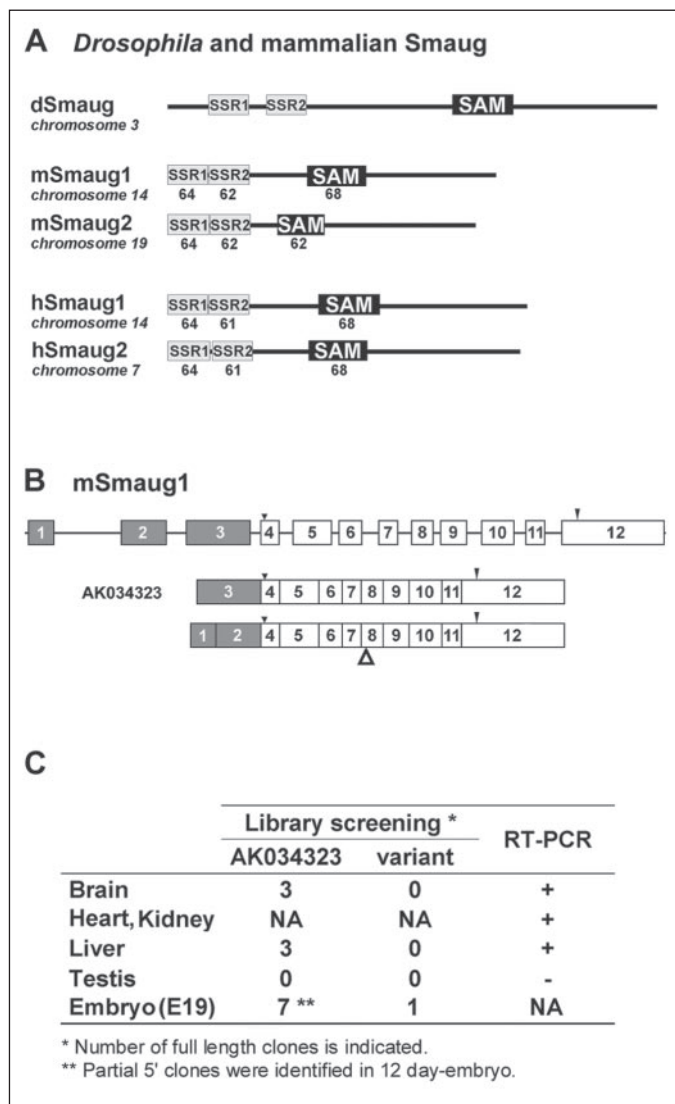 A Drosophila and mammalian Smaug
dSmaug
chromosome 3
SSR1 SSR2 SAM
mSmaug1
chromosome 14
SSR1 SSR2 SAM
64 62 68
mSmaug2
chromosome 19
SSR1 SSR2 SAM
64 62 62
hSmaug1
chromosome 14
SSR1 SSR2 SAM
64 61 68
hSmaug2
chromosome 7
SSR1 SSR2 SAM
64 61 68
B mSmaug1
1 2 3 4 5 6 7 8 9 10 11 12
AK034323 3 4 5 6 7 8 9 10 11 12
1 2 4 5 6 7 8 9 10 11 12
C
Library screening * RT-PCR
AK034323 variant
Brain 3 0 +
Heart, Kidney NA NA +
Liver 3 0 +
Testis 0 0 -
Embryo (E19) 7 ** 1 NA
* Number of full length clones is indicated.
** Partial 5' clones were identified in 12 day-embryo.